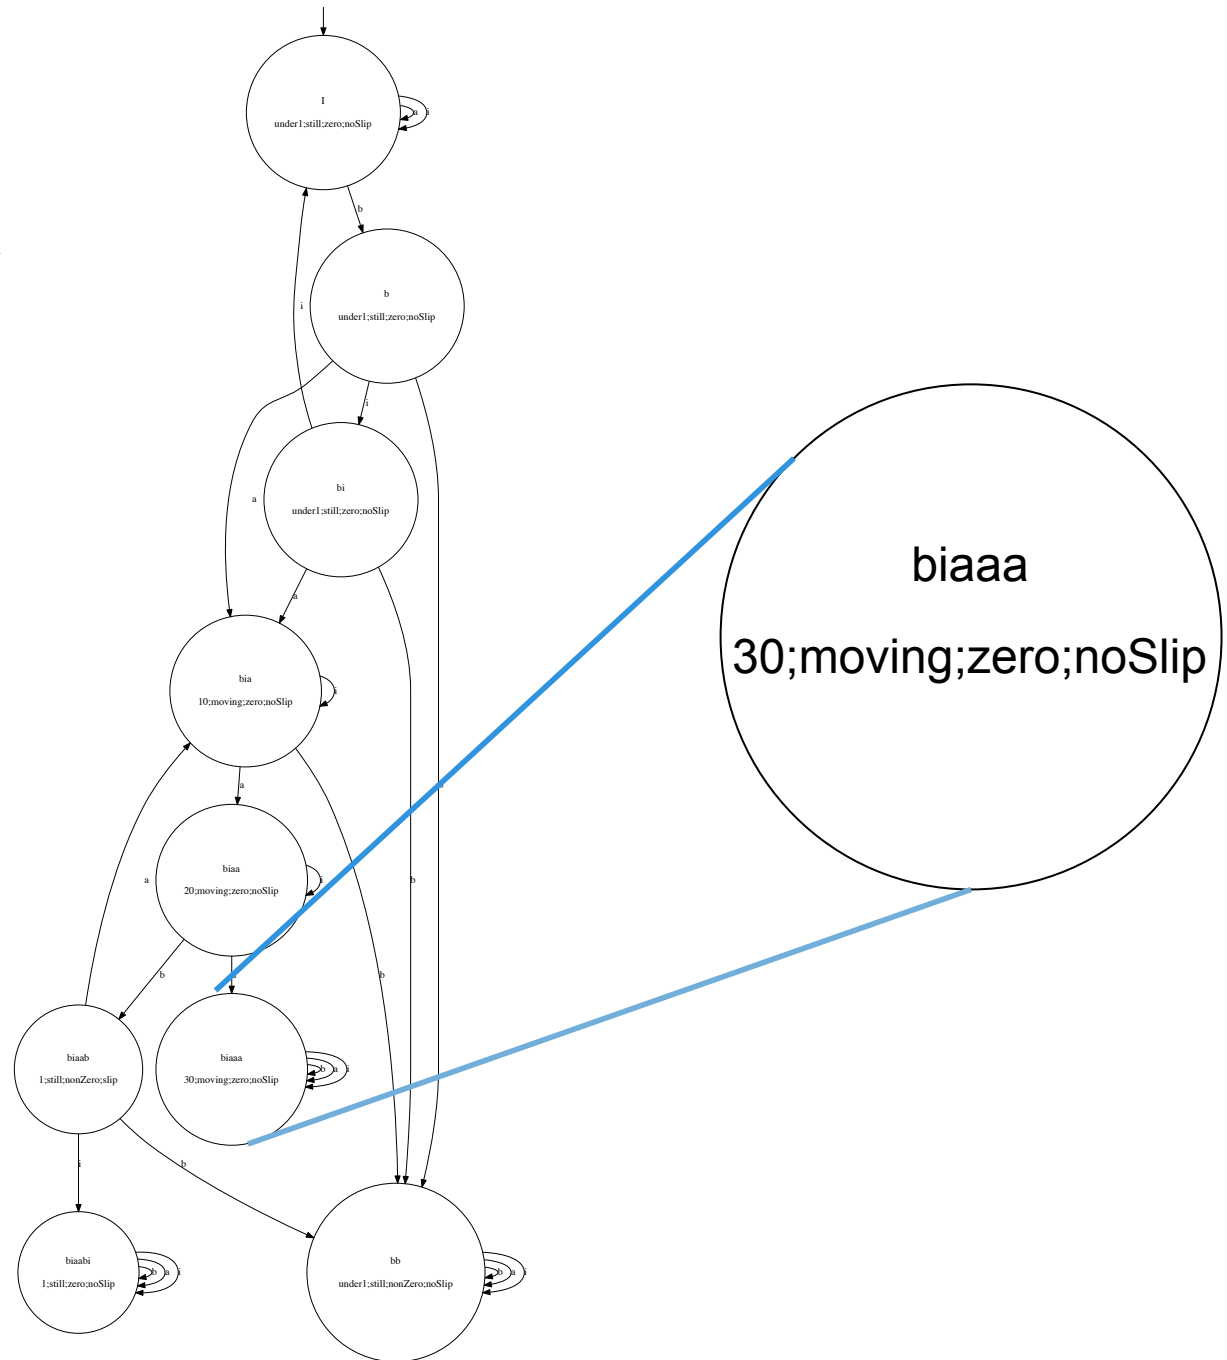 I
under1;still;zero;noSlip
a
i
b
b
under1;still;zero;noSlip
i
i
bi
under1;still;zero;noSlip
a
a
biaaa
30;moving;zero;noSlip
bia
10;moving;zero;noSlip
i
a
b
biaa
20;moving;zero;noSlip
i
a
b
b
biaab
1;still;nonZero;slip
biaaa
30;moving;zero;noSlip
b
a
i
i
b
biaabi
1;still;zero;noSlip
b
a
i
bb
under1;still;nonZero;noSlip
b
a
i